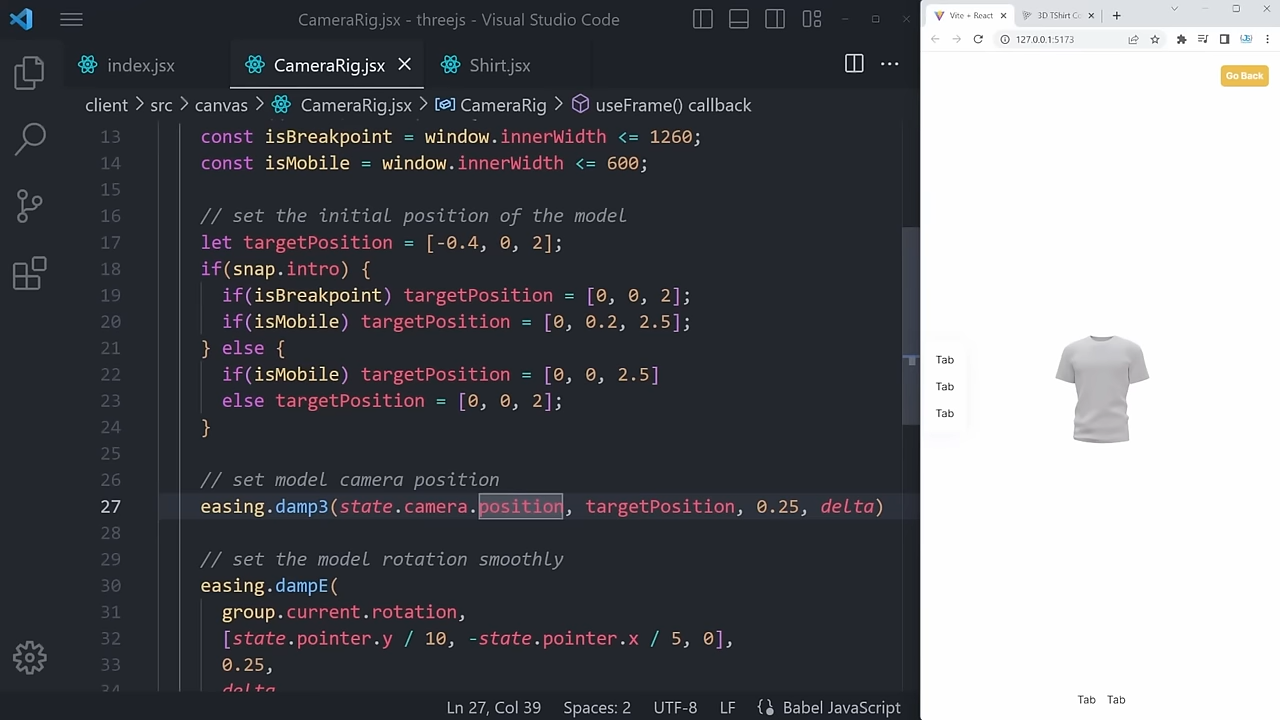 CameraRig.jsx - threejs - Visual Studio Code
index.jsx
CameraRig.jsx
Shirt.jsx
client > src > canvas > CameraRig.jsx > CameraRig > useFrame() callback
13 const isBreakpoint = window.innerWidth <= 1260;
14 const isMobile = window.innerWidth <= 600;
15
16 // set the initial position of the model
17 let targetPosition = [-0.4, 0, 2];
18 if(snap.intro) {
19 if(isBreakpoint) targetPosition = [0, 0, 2];
20 if(isMobile) targetPosition = [0, 0.2, 2.5];
21 } else {
22 if(isMobile) targetPosition = [0, 0, 2.5]
23 else targetPosition = [0, 0, 2];
24 }
25
26 // set model camera position
27 easing.damp3(state.camera.position, targetPosition, 0.25, delta)
28
29 // set the model rotation smoothly
30 easing.dampE(
31 group.current.rotation,
32 [state.pointer.y / 10, -state.pointer.x / 5, 0],
33 0.25,
34 delta
Ln 27, Col 39
Spaces: 2
UTF-8
LF
Babel JavaScript
Vite + React
3D TShirt
127.0.0.1:5173
Go Back
Tab
Tab
Tab
Tab Tab